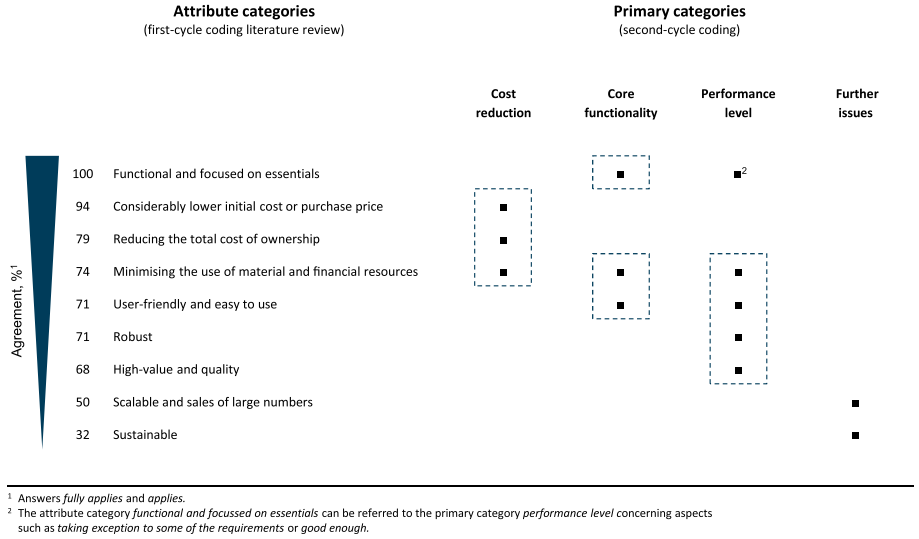 Attribute categories
(first-cycle coding literature review)
Primary categories
(second-cycle coding)
Cost
reduction
Core
functionality
Performance
level
Further
issues
Agreement, %1
100 Functional and focused on essentials
2
94 Considerably lower initial cost or purchase price
79 Reducing the total cost of ownership
74 Minimising the use of material and financial resources
71 User-friendly and easy to use
71 Robust
68 High-value and quality
50 Scalable and sales of large numbers
32 Sustainable
1 Answers fully applies and applies.
2 The attribute category functional and focussed on essentials can be referred to the primary category performance level concerning aspects
such as taking exception to some of the requirements or good enough.